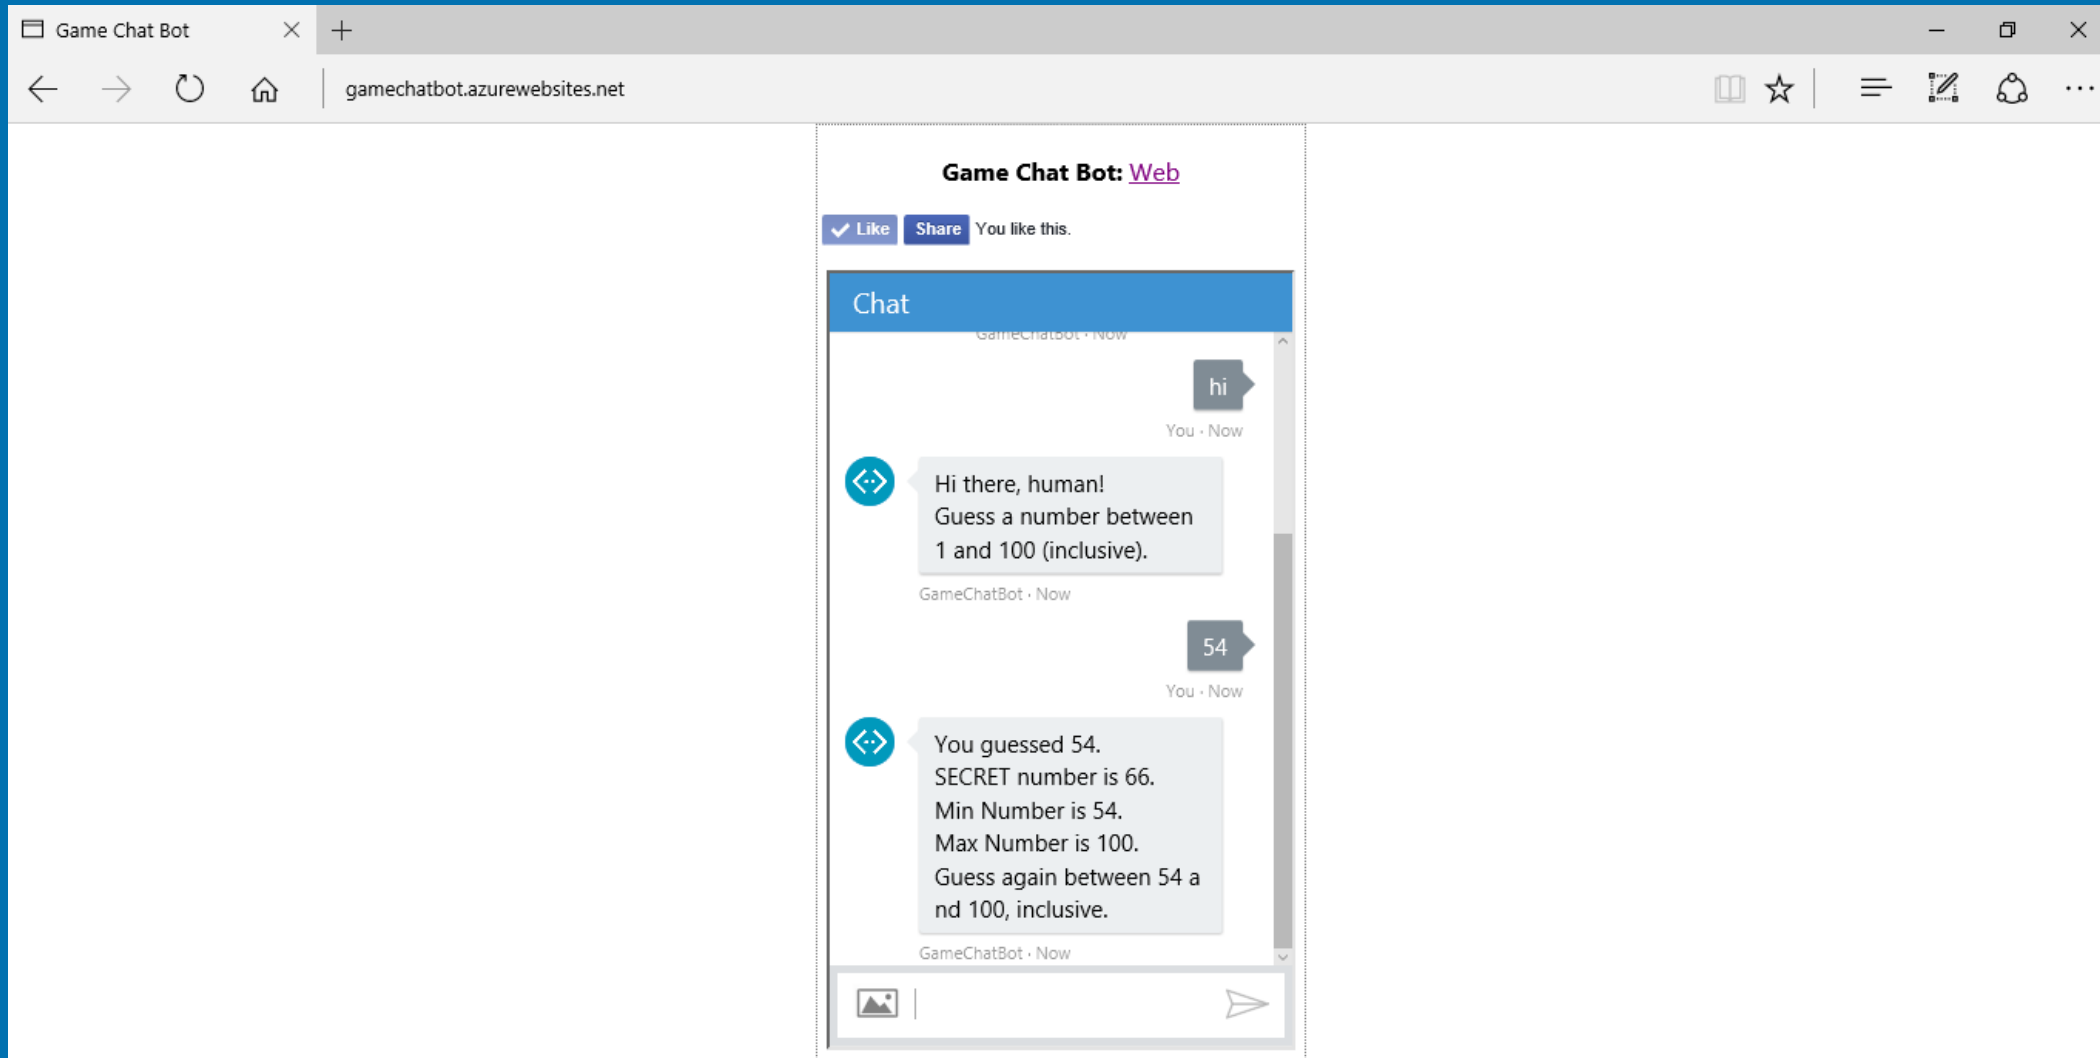 Game Chat Bot
gamechatbot.azurewebsites.net
Game Chat Bot: Web
Like Share You like this.
Chat
GameChatBot · Now
hi
You · Now
Hi there, human!
Guess a number between
1 and 100 (inclusive).
GameChatBot · Now
54
You · Now
You guessed 54.
SECRET number is 66.
Min Number is 54.
Max Number is 100.
Guess again between 54 a
nd 100, inclusive.
GameChatBot · Now